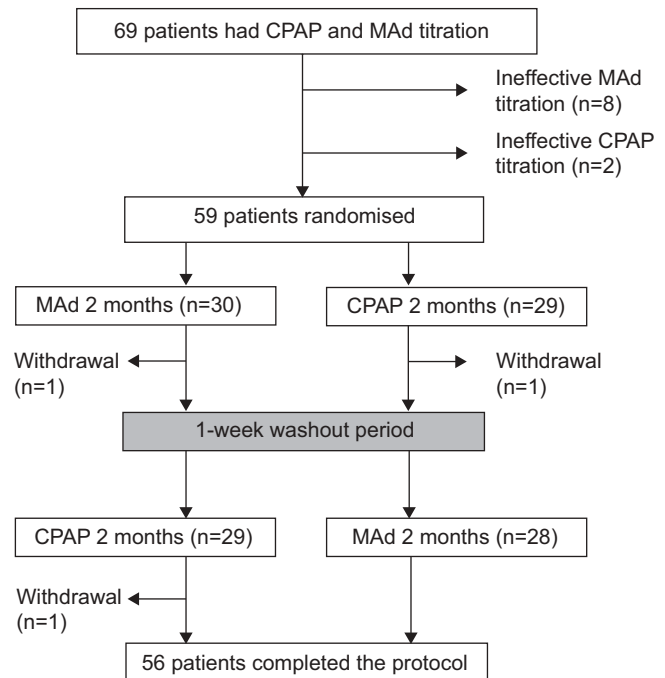 69 patients had CPAP and MAd titration
Ineffective MAd
titration (n=8)
Ineffective CPAP
titration (n=2)
59 patients randomised
MAd 2 months (n=30)
CPAP 2 months (n=29)
Withdrawal
(n=1)
Withdrawal
(n=1)
1-week washout period
CPAP 2 months (n=29)
MAd 2 months (n=28)
Withdrawal
(n=1)
56 patients completed the protocol